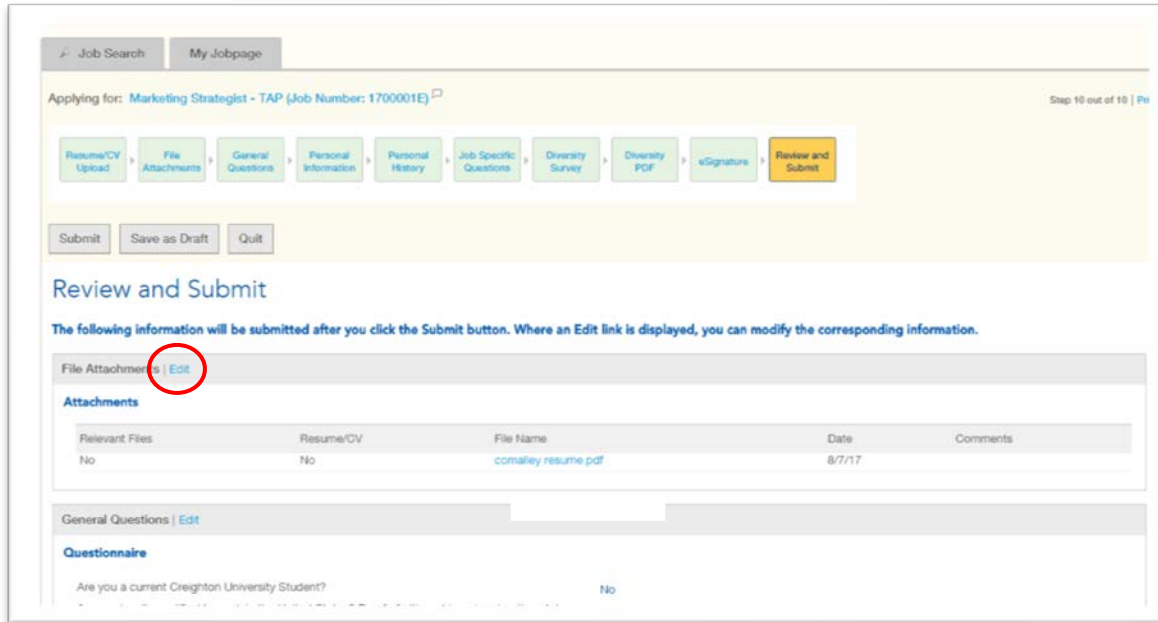 Job Search My Jobpage
Applying for: Marketing Strategist - TAP (Job Number: 1700001E)
Step 10 out of 10 | Pri
Resume/CV Upload File Attachments General Questions Personal Information Personal History Job Specific Questions Diversity Survey Diversity PDF eSignature Review and Submit
Submit Save as Draft Quit
Review and Submit
The following information will be submitted after you click the Submit button. Where an Edit link is displayed, you can modify the corresponding information.
File Attachments | Edit
Attachments
Relevant Files Resume/CV File Name Date Comments
No No comalley resume.pdf 8/7/17
General Questions | Edit
Questionnaire
Are you a current Creighton University Student? No